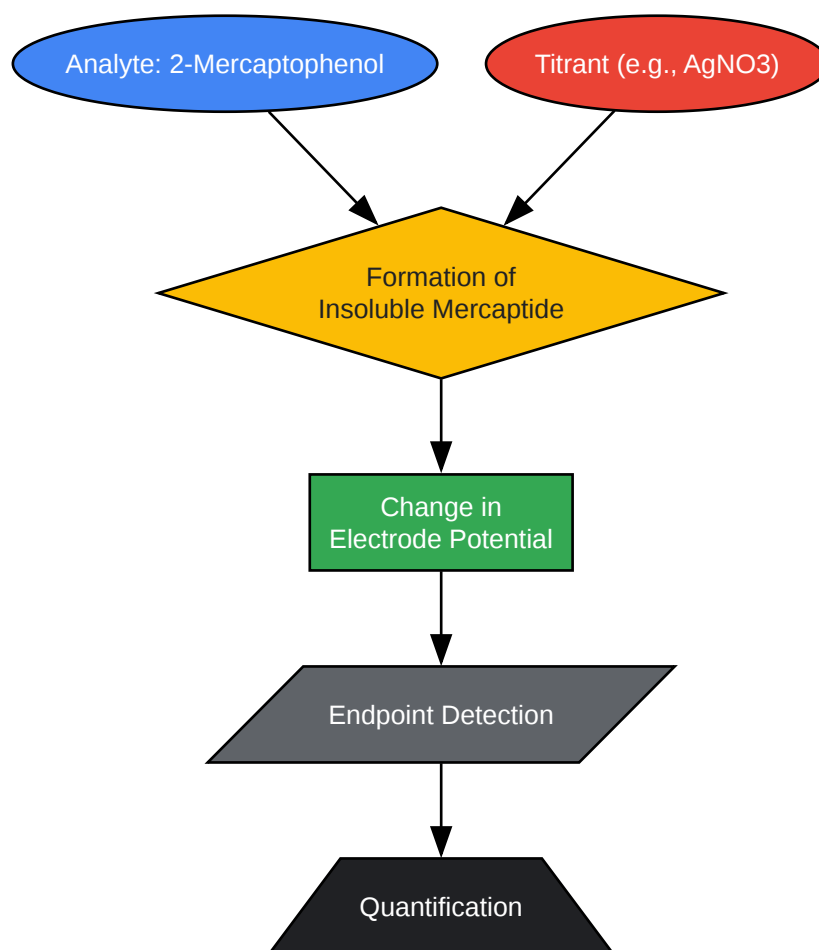 Analyte: 2-Mercaptophenol
Titrant (e.g., AgNO3)
Formation of
Insoluble Mercaptide
Change in
Electrode Potential
Endpoint Detection
Quantification